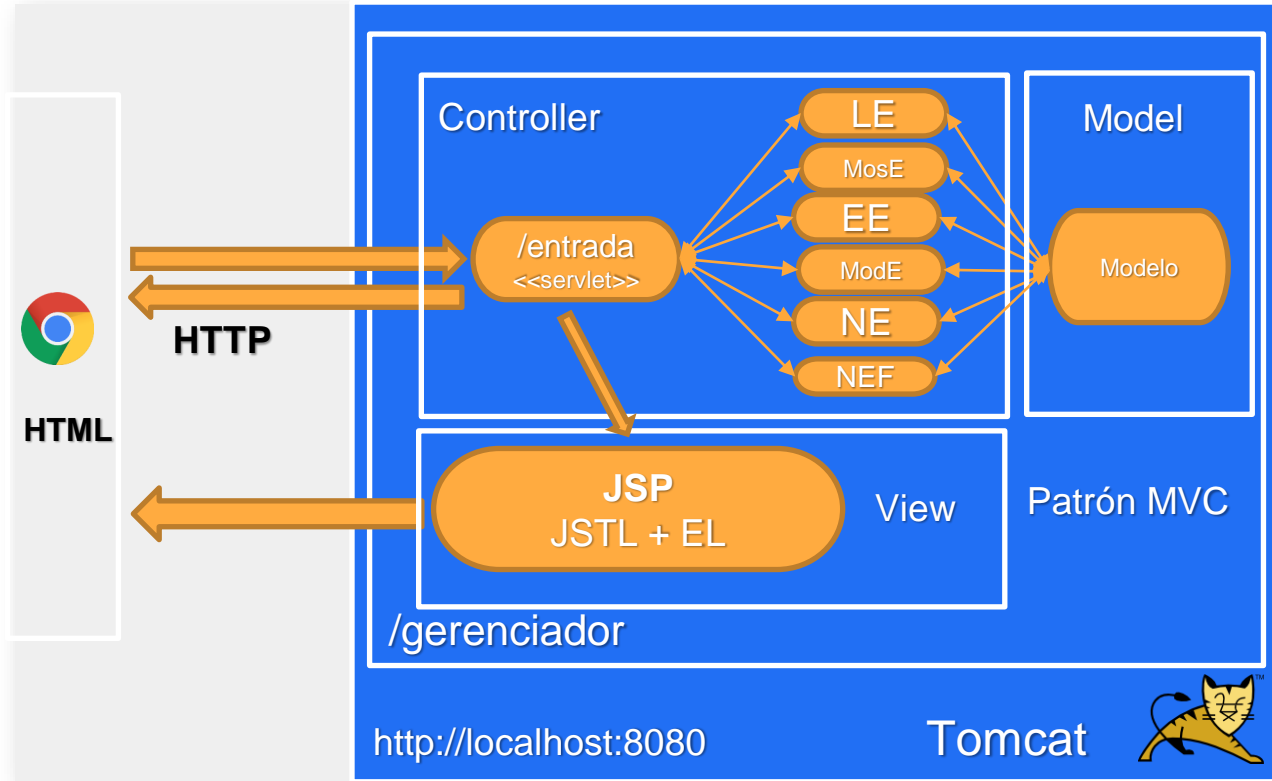 Controller
LE
MosE
EE
ModE
NE
NEF
Model
Modelo
/entrada
<<servlet>>
HTTP
HTML
JSP
JSTL + EL
View
Patrón MVC
/gerenciador
http://localhost:8080
Tomcat
TM